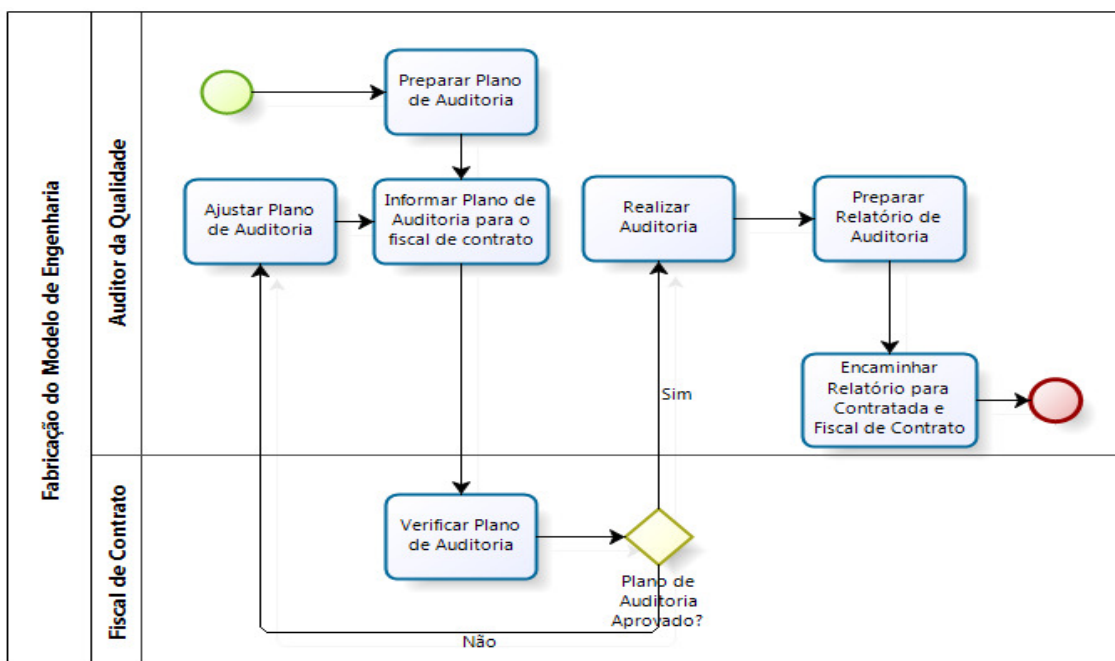 Fabricação do Modelo de Engenharia
Auditor da Qualidade
Preparar Plano
de Auditoria
Ajustar Plano
de Auditoria
Informar Plano de
Auditoria para o
fiscal de contrato
Realizar
Auditoria
Preparar
Relatório de
Auditoria
Encaminhar
Relatório para
Contratada e
Fiscal de Contrato
Sim
Fiscal de Contrato
Verificar Plano
de Auditoria
Plano de
Auditoria
Aprovado?
Não